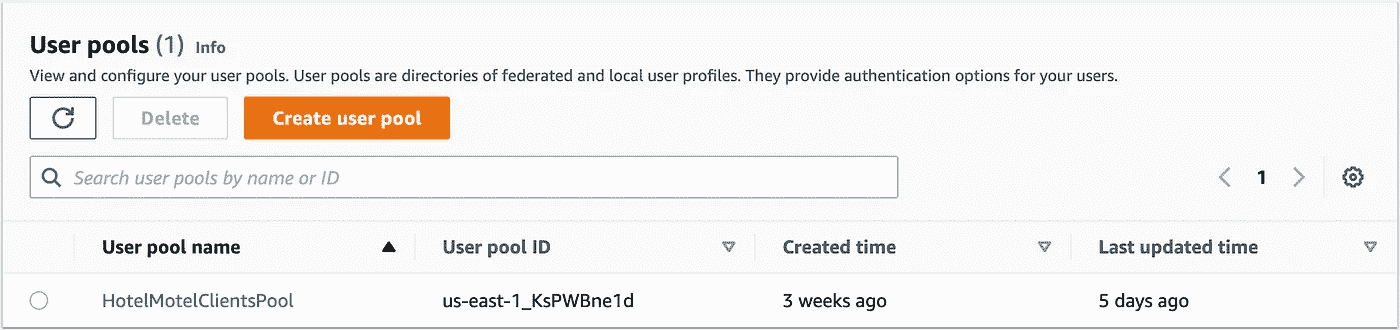 User pools (1) Info
View and configure your user pools. User pools are directories of federated and local user profiles. They provide authentication options for your users.
Delete Create user pool
Search user pools by name or ID 1
User pool name User pool ID Created time Last updated time
HotelMotelClientsPool us-east-1_KsPWBne1d 3 weeks ago 5 days ago